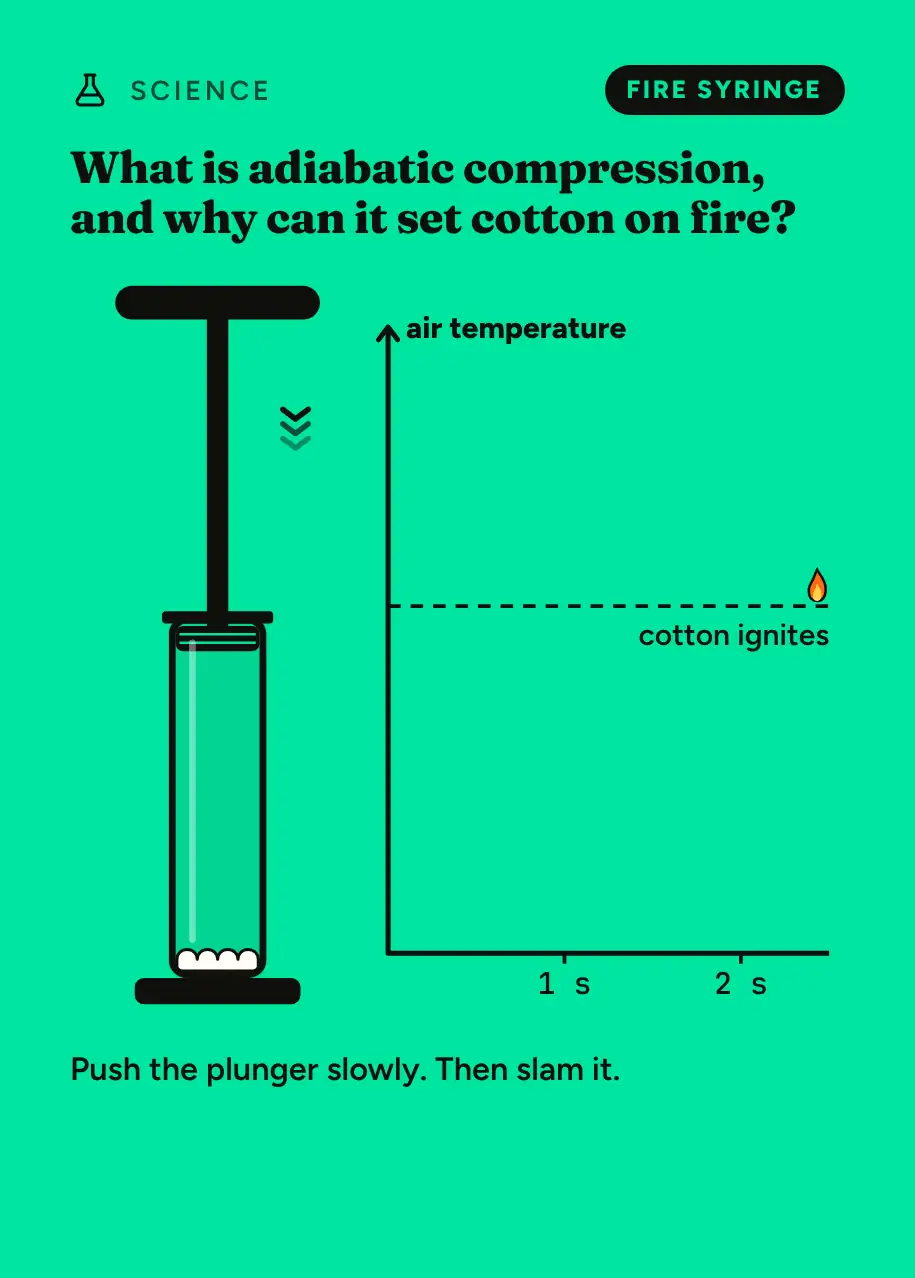 SCIENCE
FIRE SYRINGE
What is adiabatic compression,
and why can it set cotton on fire?
air temperature
cotton ignites
1 s
2 s
Push the plunger slowly. Then slam it.